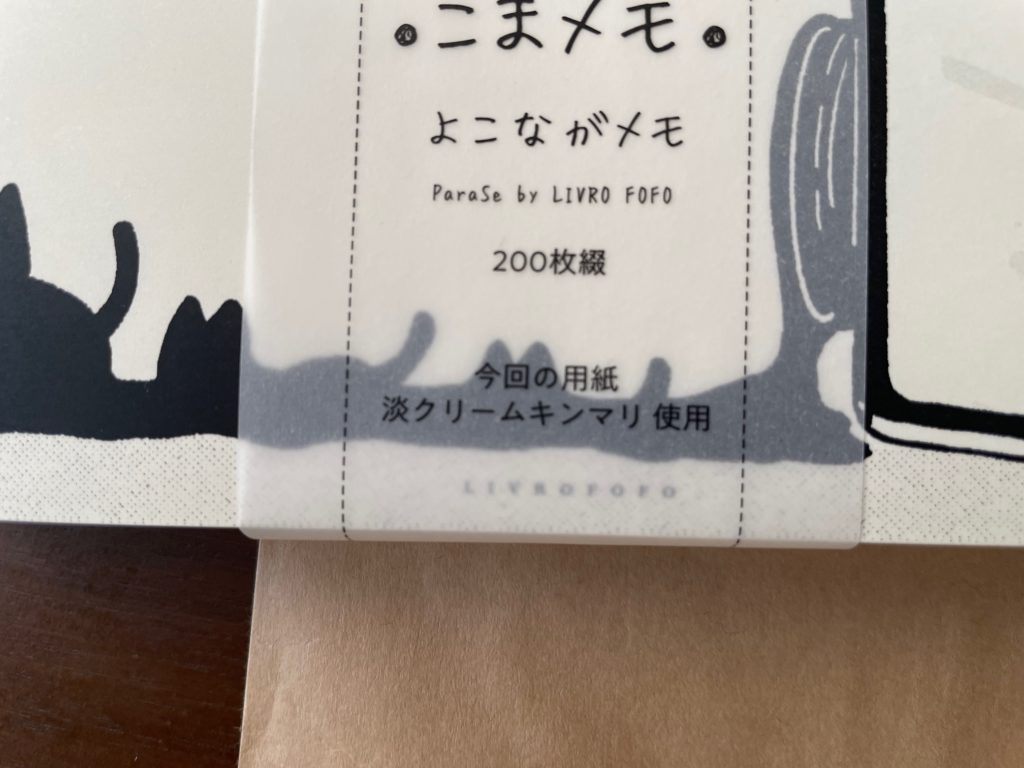 こまメモ
よこながメモ
ParaSe by LIVRO FOFO
200枚綴
今回の用紙
淡クリームキンマリ 使用
LIVROFOFO